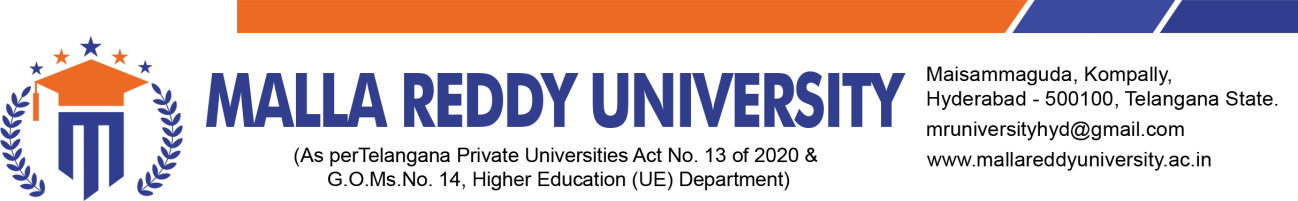 MALLA REDDY UNIVERSITY
(As perTelangana Private Universities Act No. 13 of 2020 &
G.O.Ms.No. 14, Higher Education (UE) Department)
Maisammaguda, Kompally,
Hyderabad - 500100, Telangana State.
mruniversityhyd@gmail.com
www.mallareddyuniversity.ac.in